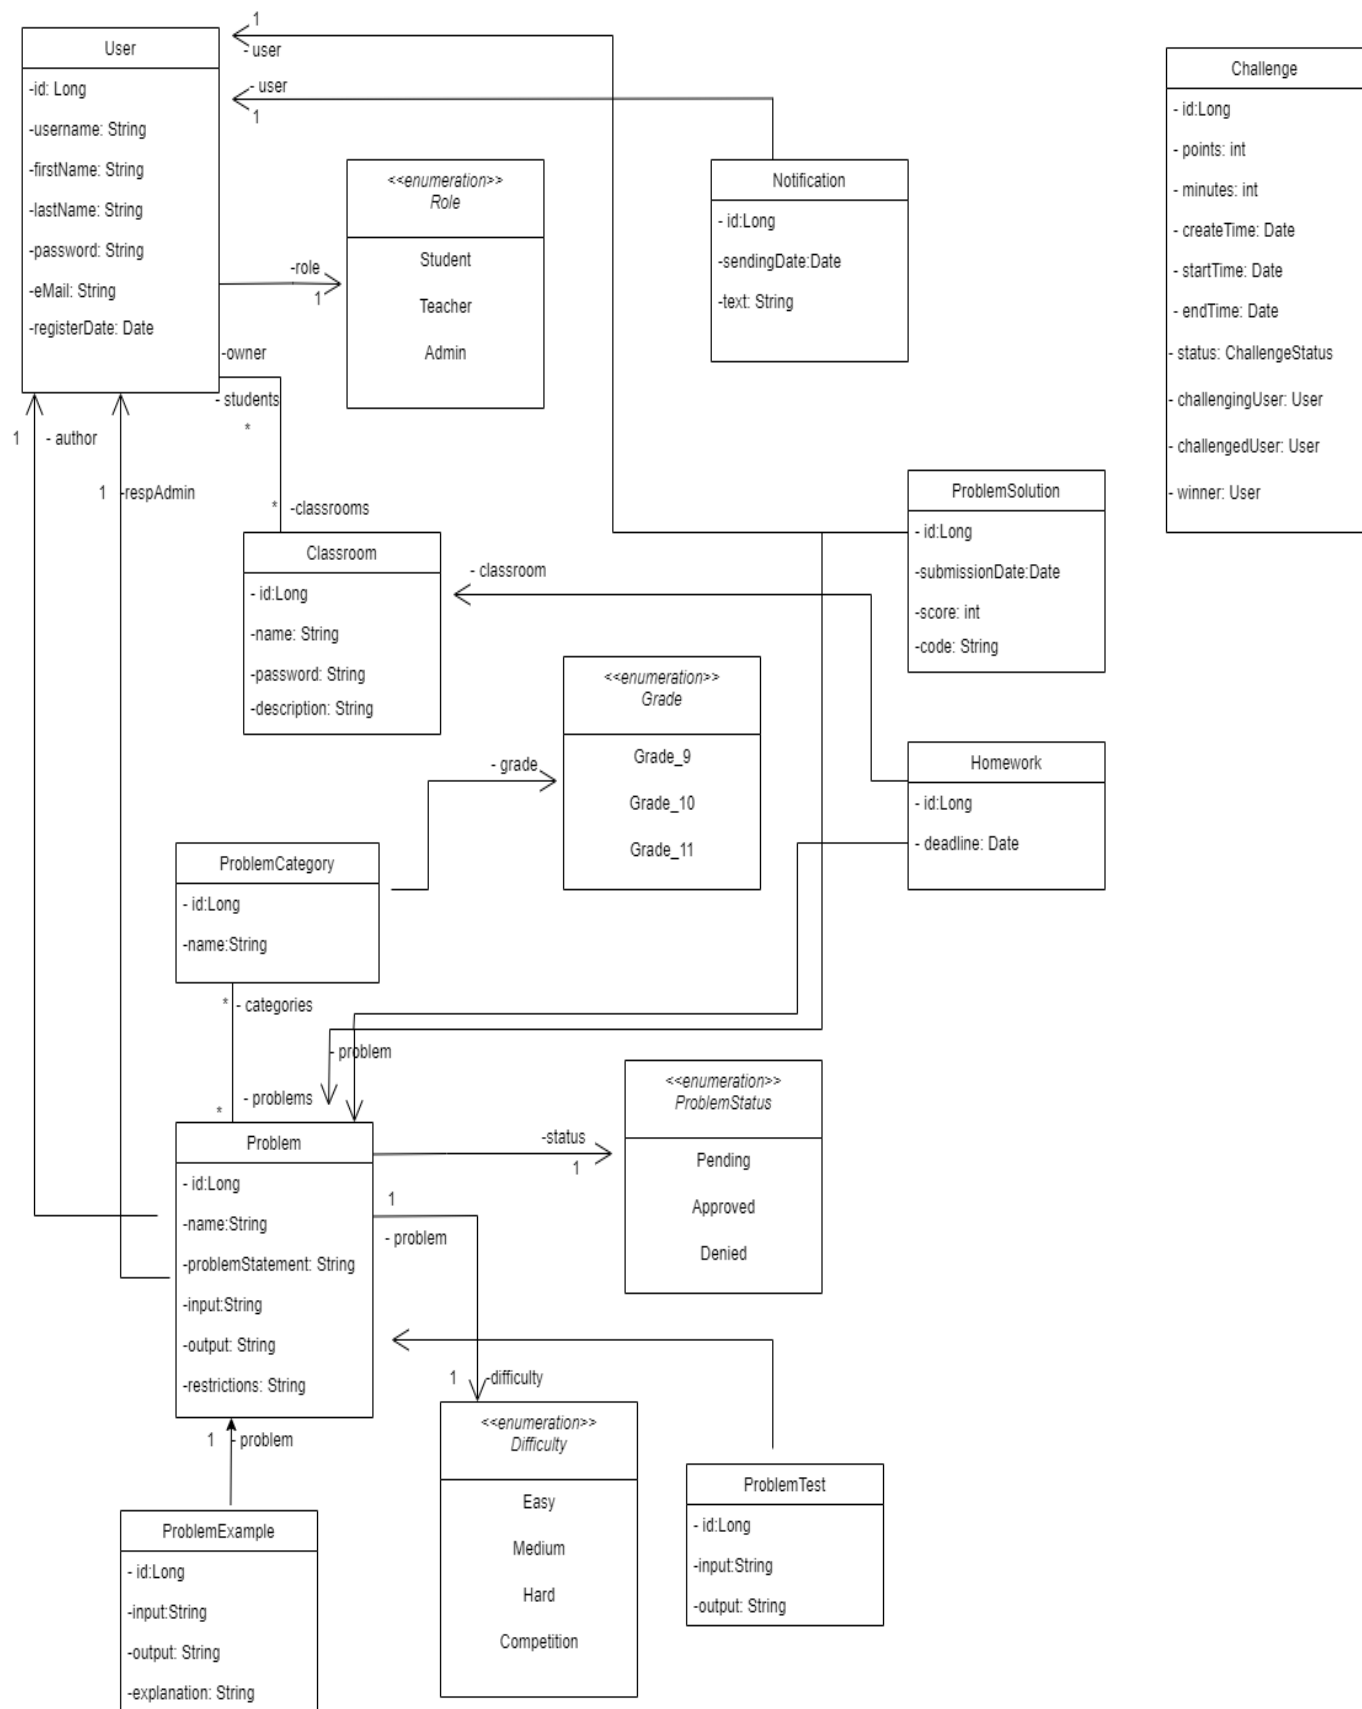 User
-id: Long
-username: String
-firstName: String
-lastName: String
-password: String
-eMail: String
-registerDate: Date
1
- user
- user
1
<<enumeration>>
Role
Student
Teacher
Admin
-role
1
Notification
- id:Long
-sendingDate:Date
-text: String
Challenge
- id:Long
- points: int
- minutes: int
- createTime: Date
- startTime: Date
- endTime: Date
- status: ChallengeStatus
- challengingUser: User
- challengedUser: User
- winner: User
-owner
- students
*
1
- author
1
-respAdmin
*
-classrooms
Classroom
- id:Long
-name: String
-password: String
-description: String
- classroom
ProblemSolution
- id:Long
-submissionDate:Date
-score: int
-code: String
<<enumeration>>
Grade
Grade_9
Grade_10
Grade_11
- grade
Homework
- id:Long
- deadline: Date
ProblemCategory
- id:Long
-name:String
*
- categories
- problem
- problems
*
<<enumeration>>
ProblemStatus
Pending
Approved
Denied
-status
1
Problem
- id:Long
-name:String
-problemStatement: String
-input:String
-output: String
-restrictions: String
1
- problem
1
-difficulty
<<enumeration>>
Difficulty
Easy
Medium
Hard
Competition
1
- problem
ProblemTest
- id:Long
-input:String
-output: String
ProblemExample
- id:Long
-input:String
-output: String
-explanation: String